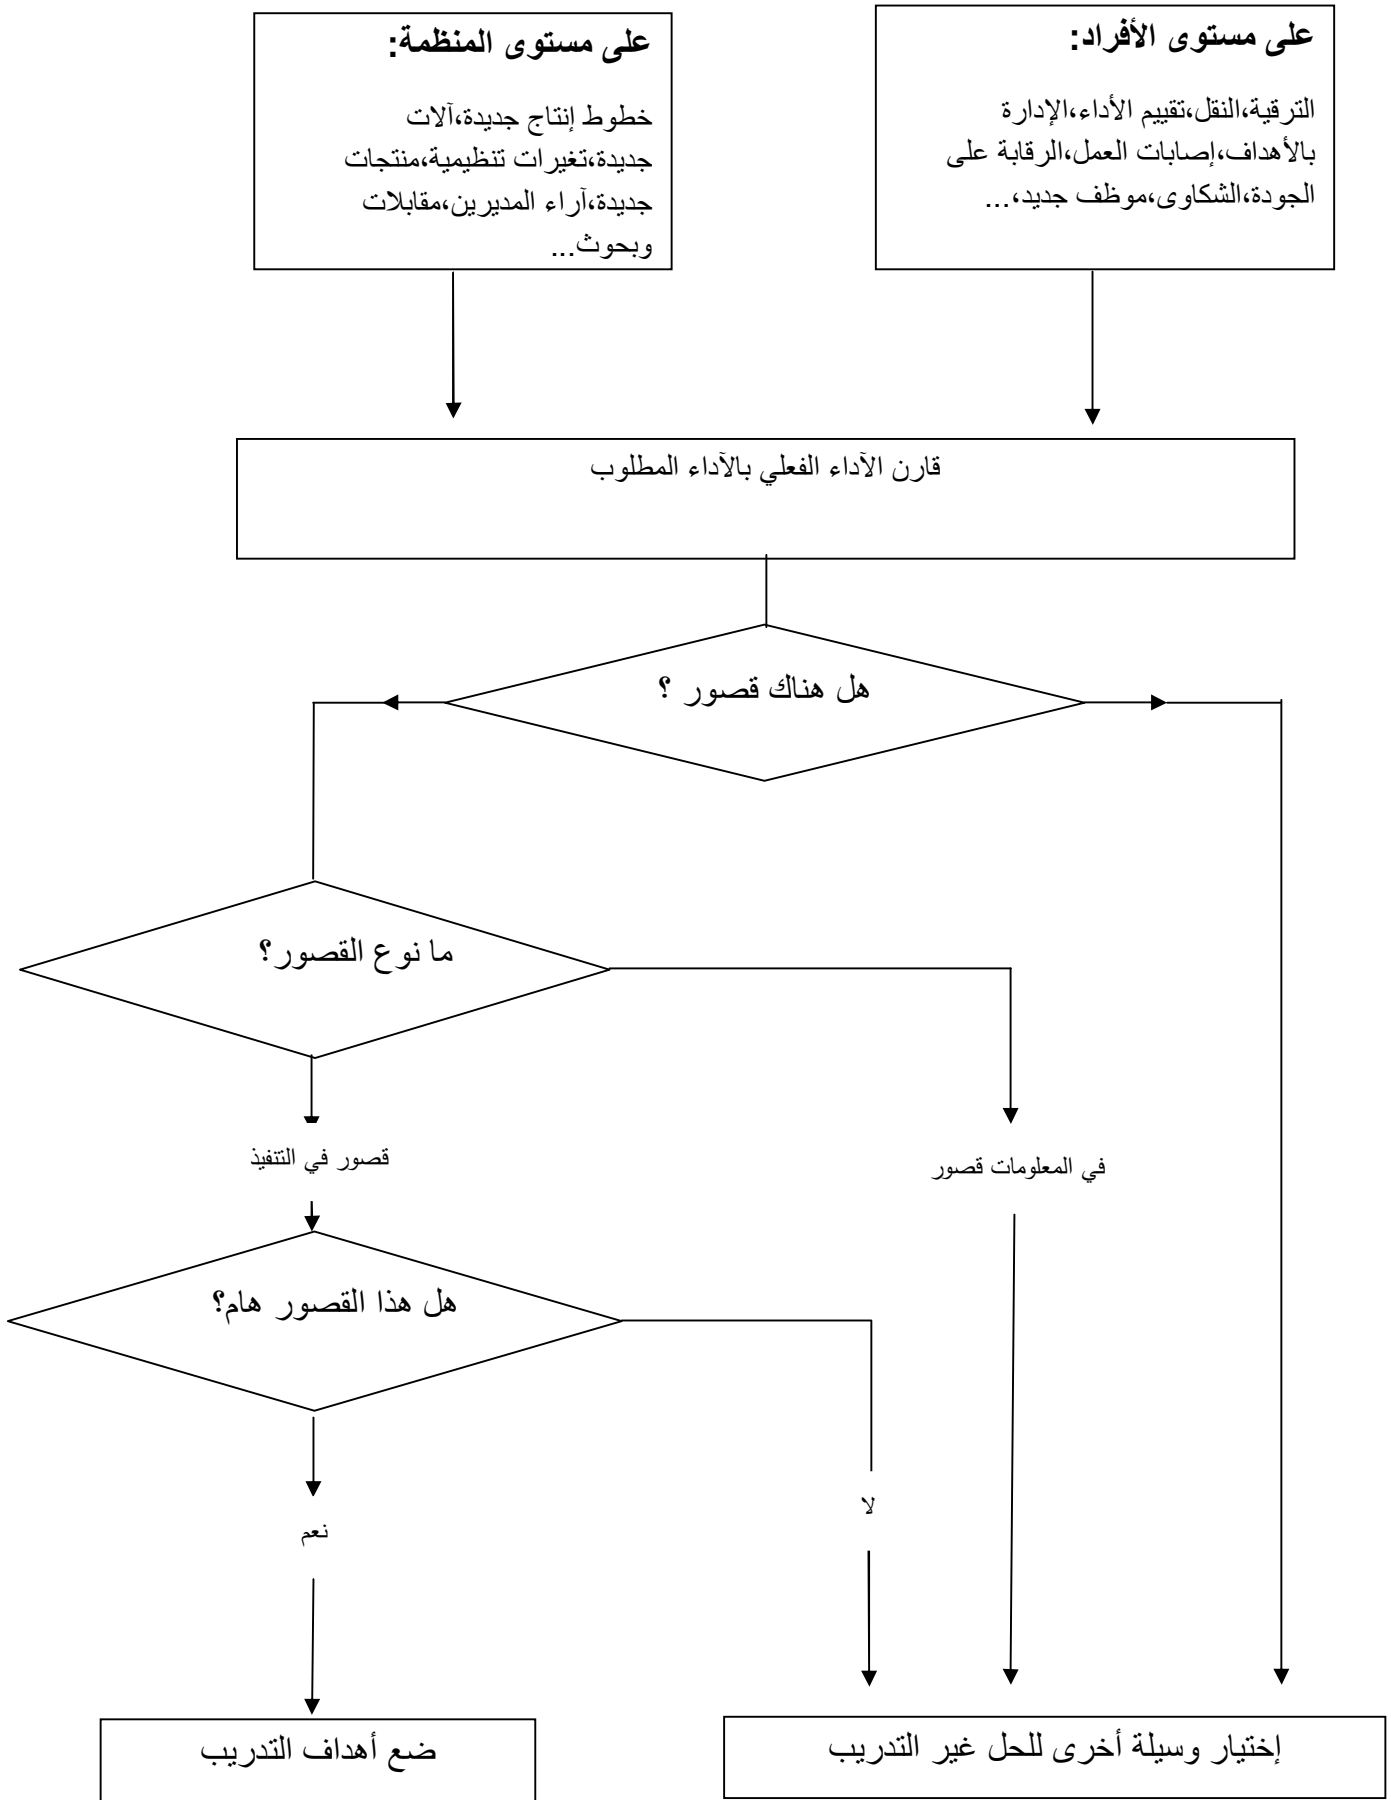 على مستوى الأفراد:
الترقية،النقل،تقييم الأداء،الإدارة
بالأهداف،إصابات العمل،الرقابة على
الجودة،الشكاوى،موظف جديد،...
على مستوى المنظمة:
خطوط إنتاج جديدة،آلات
جديدة،تغيرات تنظيمية،منتجات
جديدة،آراء المديرين،مقابلات
وبحوث...
قارن الآداء الفعلي بالآداء المطلوب
هل هناك قصور ؟
ما نوع القصور؟
في المعلومات قصور
قصور في التنفيذ
هل هذا القصور هام؟
لا
نعم
إختيار وسيلة أخرى للحل غير التدريب
ضع أهداف التدريب